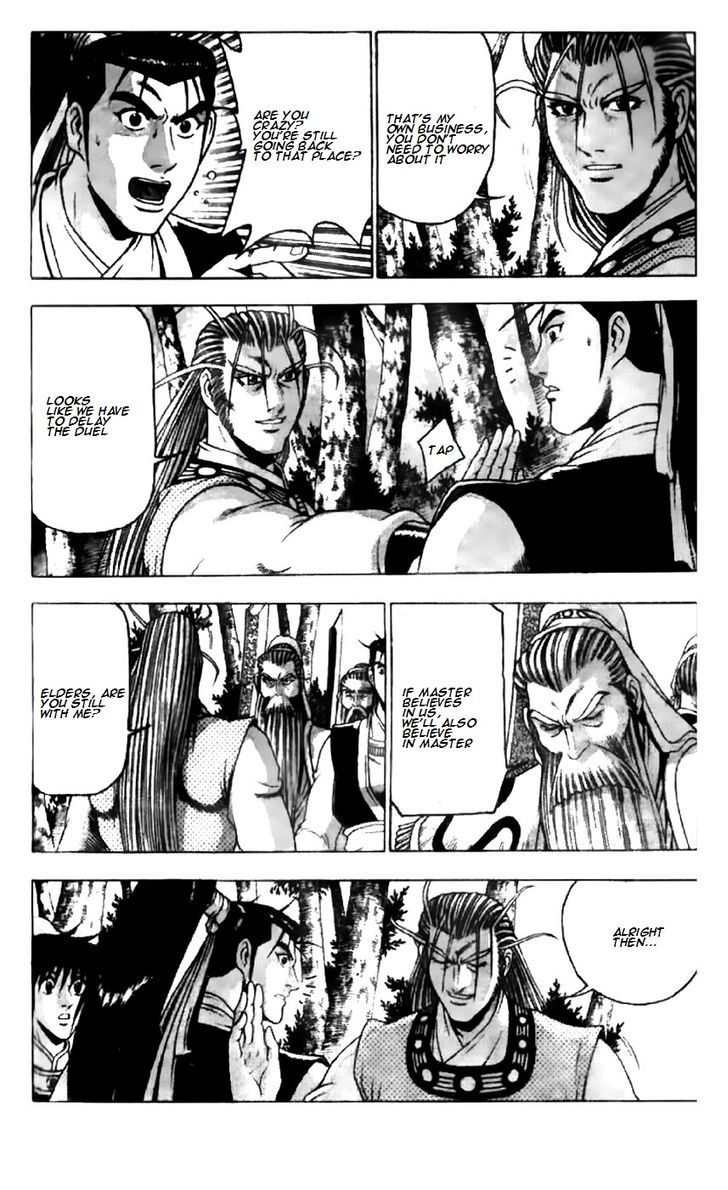 ARE YOU
CRAZY?
YOU'RE STILL
GOING BACK
TO THAT PLACE?
THAT'S MY
OWN BUSINESS,
YOU DON'T
NEED TO WORRY
ABOUT IT
LOOKS
LIKE WE HAVE
TO DELAY
THE DUEL
TAP
ELDERS, ARE
YOU STILL
WITH ME?
IF MASTER
BELIEVES
IN US,
WE'LL ALSO
BELIEVE
IN MASTER
ALRIGHT
THEN...